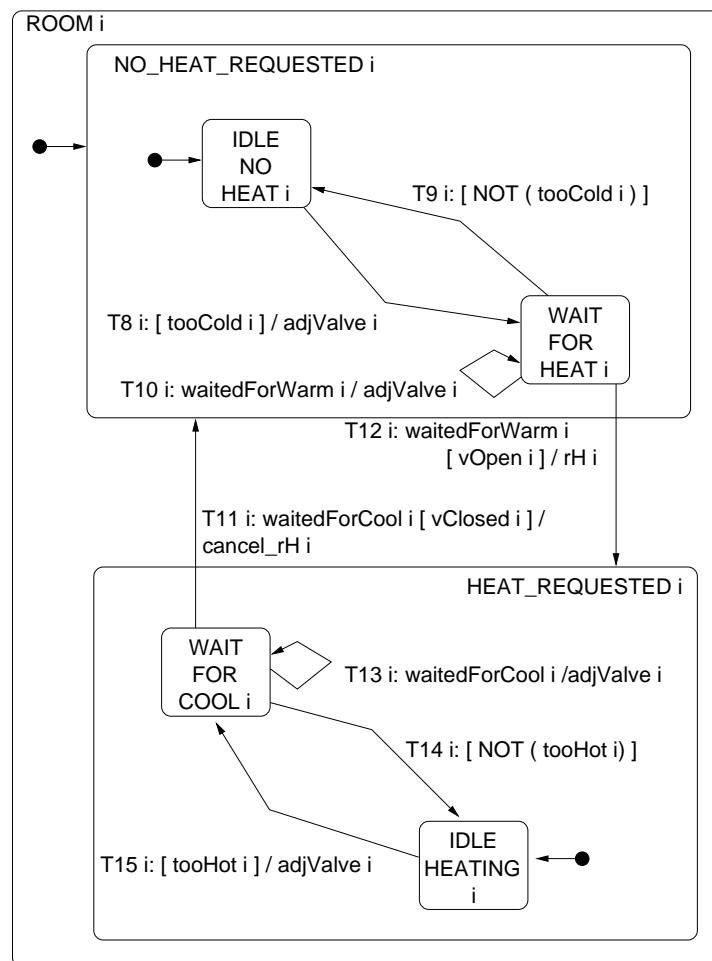 ROOM i
NO_HEAT_REQUESTED i
IDLE
NO
HEAT i
T9 i: [ NOT ( tooCold i ) ]
T8 i: [ tooCold i ] / adjValve i
WAIT
FOR
HEAT i
T10 i: waitedForWarm i / adjValve i
T12 i: waitedForWarm i
[ vOpen i ] / rH i
T11 i: waitedForCool i [ vClosed i ] /
cancel_rH i
HEAT_REQUESTED i
WAIT
FOR
COOL i
T13 i: waitedForCool i /adjValve i
T14 i: [ NOT ( tooHot i) ]
T15 i: [ tooHot i ] / adjValve i
IDLE
HEATING
i